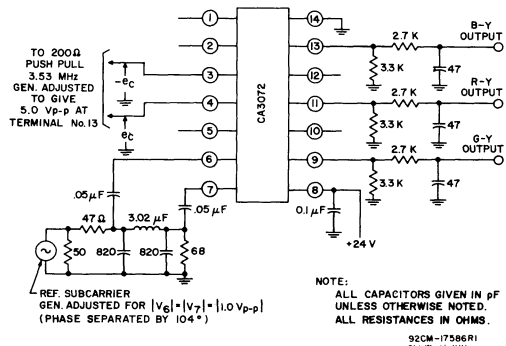 TO 200Ω
PUSH PULL
3.53 MHz
GEN. ADJUSTED
TO GIVE
5.0 Vp-p AT
TERMINAL No.13
-eC
eC
1
2
3
4
5
6
7
CA3072
14
13
12
11
10
9
8
2.7 K
3.3 K
47
B-Y
OUTPUT
2.7 K
3.3 K
47
R-Y
OUTPUT
2.7 K
3.3 K
47
G-Y
OUTPUT
.05 μF
.05 μF
0.1 μF
+24 V
47 Ω
3.02 μF
50
820
820
68
REF. SUBCARRIER
GEN. ADJUSTED FOR |V6|=|V7|=|1.0 Vp-p|
(PHASE SEPARATED BY 104°)
NOTE:
ALL CAPACITORS GIVEN IN pF
UNLESS OTHERWISE NOTED.
ALL RESISTANCES IN OHMS.
92CM-17586R1